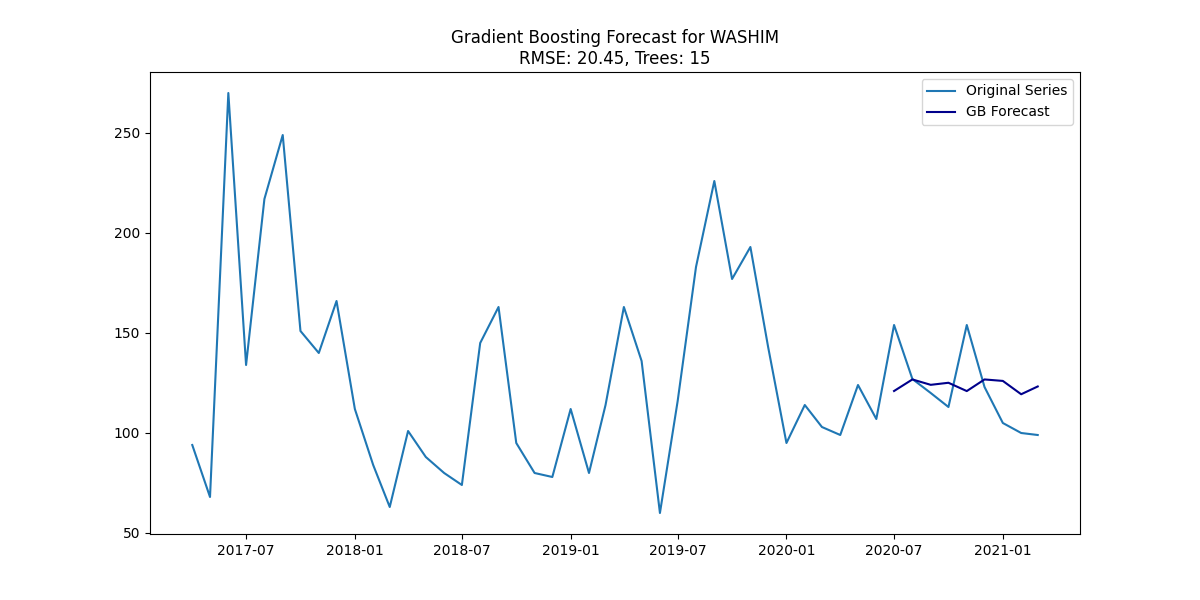 Gradient Boosting Forecast for WASHIM
RMSE: 20.45, Trees: 15
Original Series
GB Forecast
250
200
150
100
50
2017-07 2018-01 2018-07 2019-01 2019-07 2020-01 2020-07 2021-01